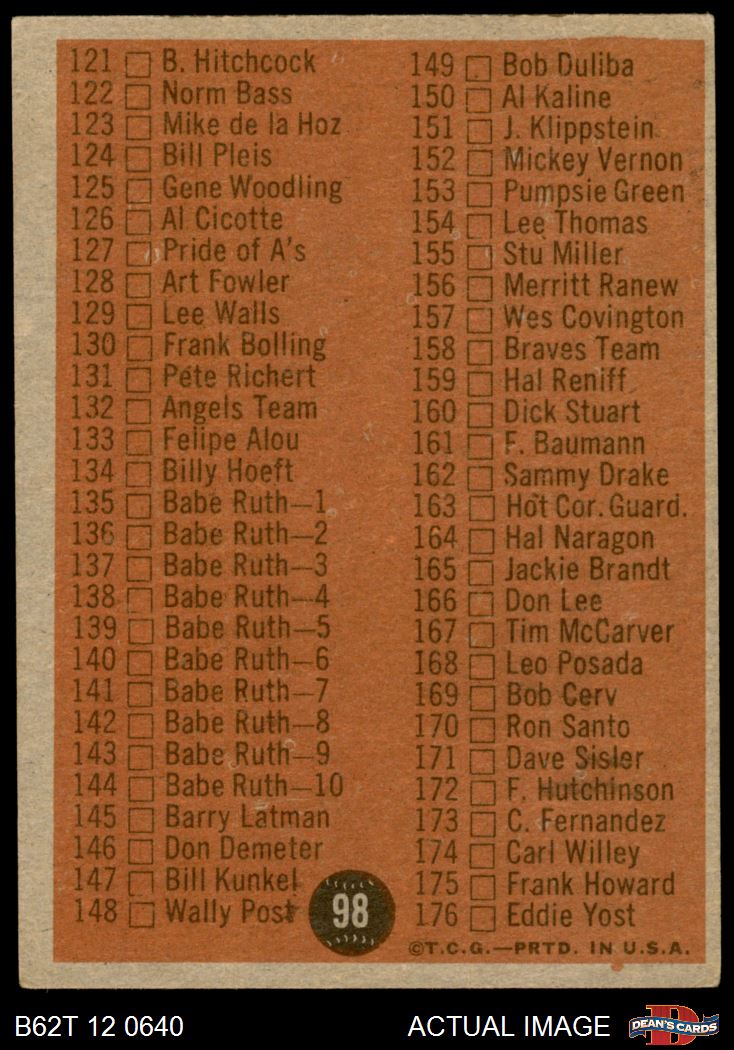 121 B. Hitchcock
122 Norm Bass
123 Mike de la Hoz
124 Bill Pleis
125 Gene Woodling
126 Al Cicotte
127 Pride of A's
128 Art Fowler
129 Lee Walls
130 Frank Bolling
131 Pete Richert
132 Angels Team
133 Felipe Alou
134 Billy Hoeft
135 Babe Ruth—1
136 Babe Ruth—2
137 Babe Ruth—3
138 Babe Ruth—4
139 Babe Ruth—5
140 Babe Ruth—6
141 Babe Ruth—7
142 Babe Ruth—8
143 Babe Ruth—9
144 Babe Ruth—10
145 Barry Latman
146 Don Demeter
147 Bill Kunkel
148 Wally Post
98
149 Bob Duliba
150 Al Kaline
151 J. Klippstein
152 Mickey Vernon
153 Pumpsie Green
154 Lee Thomas
155 Stu Miller
156 Merritt Ranew
157 Wes Covington
158 Braves Team
159 Hal Reniff
160 Dick Stuart
161 F. Baumann
162 Sammy Drake
163 Hot Cor. Guard.
164 Hal Naragon
165 Jackie Brandt
166 Don Lee
167 Tim McCarver
168 Leo Posada
169 Bob Cerv
170 Ron Santo
171 Dave Sisler
172 F. Hutchinson
173 C. Fernandez
174 Carl Willey
175 Frank Howard
176 Eddie Yost
©T.C.G.—PRTD. IN U.S.A.
B62T 12 0640
ACTUAL IMAGE
DEAN'S CARDS